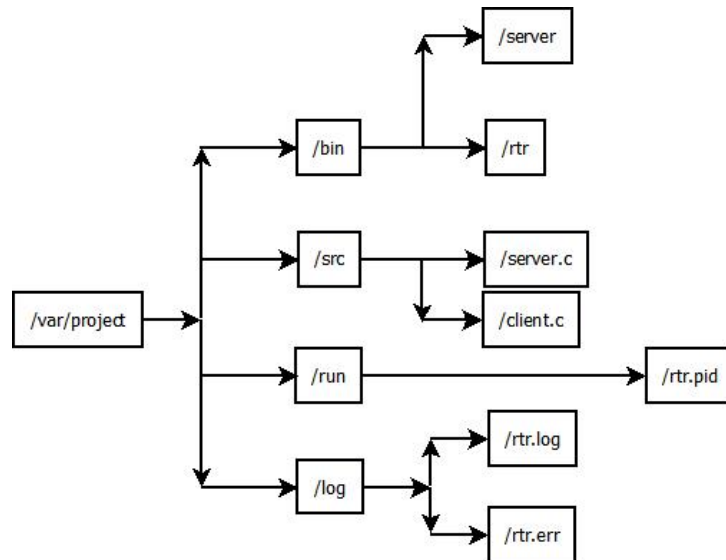 /server
/bin
/rtr
/src
/server.c
/client.c
/var/project
/run
/rtr.pid
/log
/rtr.log
/rtr.err